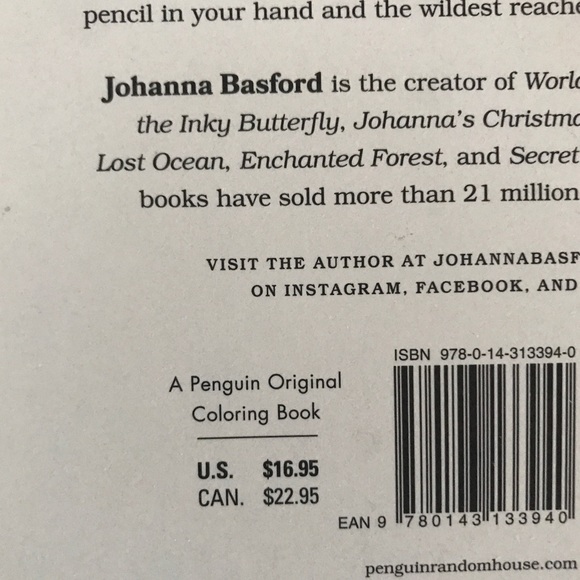 pencil in your hand and the wildest reache
Johanna Basford is the creator of World
the Inky Butterfly, Johanna's Christma
Lost Ocean, Enchanted Forest, and Secret
books have sold more than 21 million
VISIT THE AUTHOR AT JOHANNABASF
ON INSTAGRAM, FACEBOOK, AND
ISBN 978-0-14-313394-0
A Penguin Original
Coloring Book
U.S. $16.95
CAN. $22.95
EAN 9 780143 133940
penguinrandomhouse.com